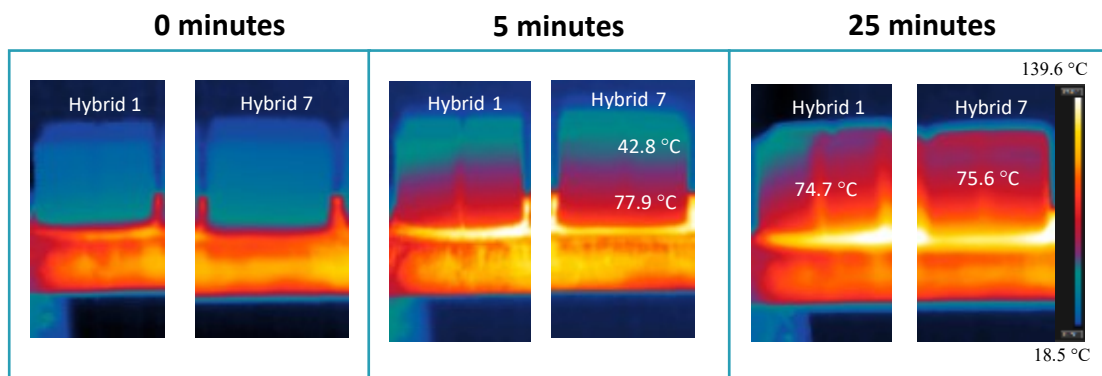 0 minutes
5 minutes
25 minutes
139.6 °C
Hybrid 1
Hybrid 7
Hybrid 1
Hybrid 7
42.8 °C
77.9 °C
Hybrid 1
Hybrid 7
74.7 °C
75.6 °C
18.5 °C